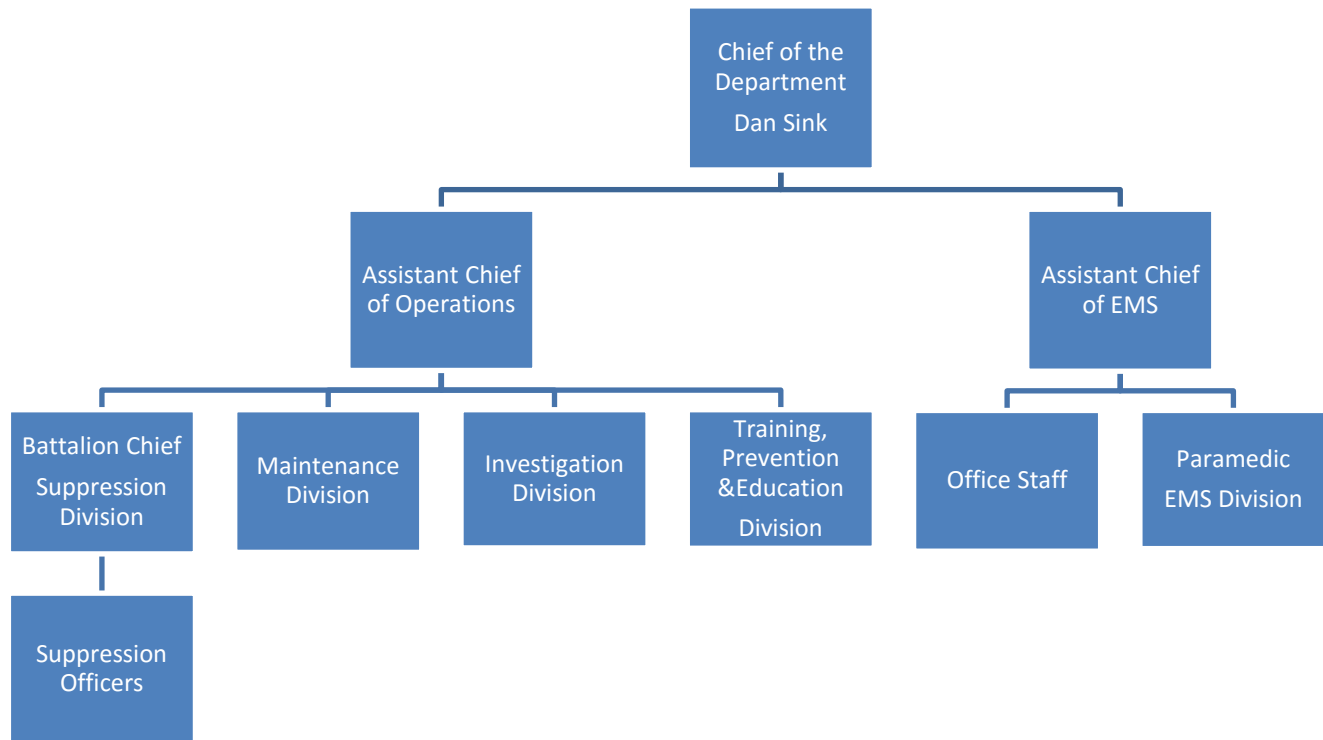 Chief of the
Department
Dan Sink
Assistant Chief
of Operations
Assistant Chief
of EMS
Battalion Chief
Suppression
Division
Maintenance
Division
Investigation
Division
Training,
Prevention
&Education
Division
Office Staff
Paramedic
EMS Division
Suppression
Officers